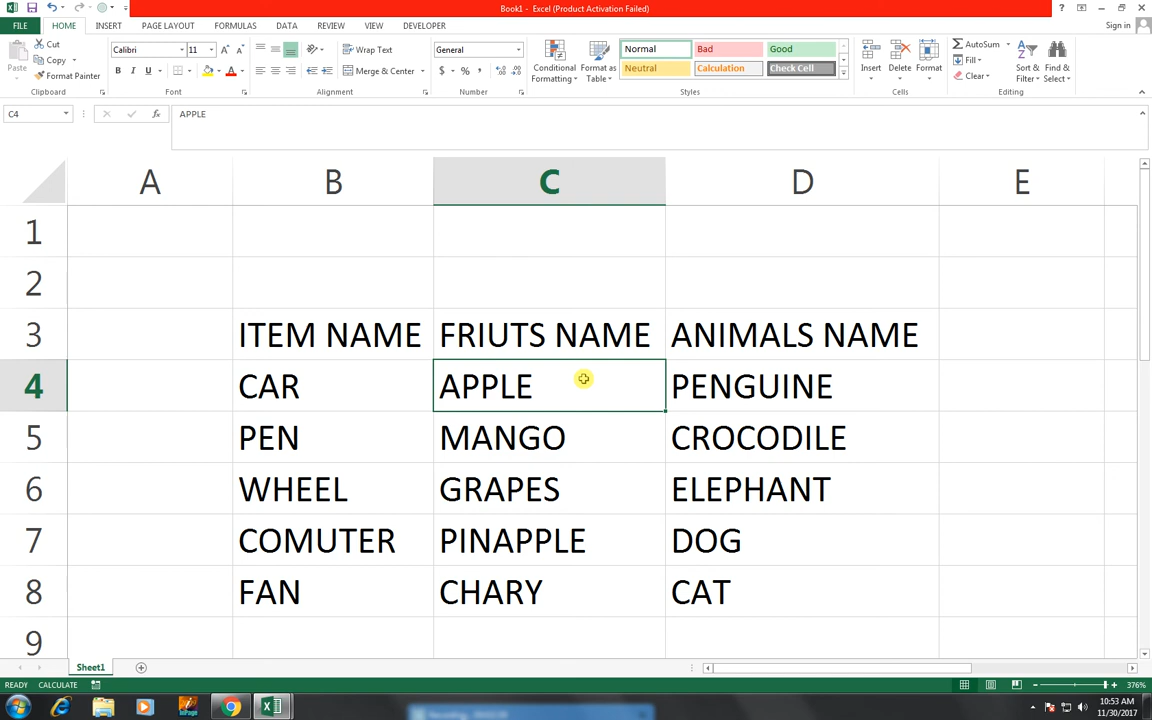 Book1 - Excel (Product Activation Failed)
FILE HOME INSERT PAGE LAYOUT FORMULAS DATA REVIEW VIEW DEVELOPER Sign in
Paste Cut Copy Format Painter
Clipboard
Calibri 11
B I U A
Font
Wrap Text
Merge & Center
Alignment
General
$ % ,
Number
Conditional Formatting
Format as Table
Normal Bad Good
Neutral Calculation Check Cell
Styles
Insert Delete Format
Cells
AutoSum
Fill
Clear
Sort & Filter
Find & Select
Editing
C4 fx APPLE
A B C D E
1
2
3 ITEM NAME FRIUTS NAME ANIMALS NAME
4 CAR APPLE PENGUINE
5 PEN MANGO CROCODILE
6 WHEEL GRAPES ELEPHANT
7 COMUTER PINAPPLE DOG
8 FAN CHARY CAT
9
Sheet1
READY CALCULATE 376%
10:53 AM
11/30/2017